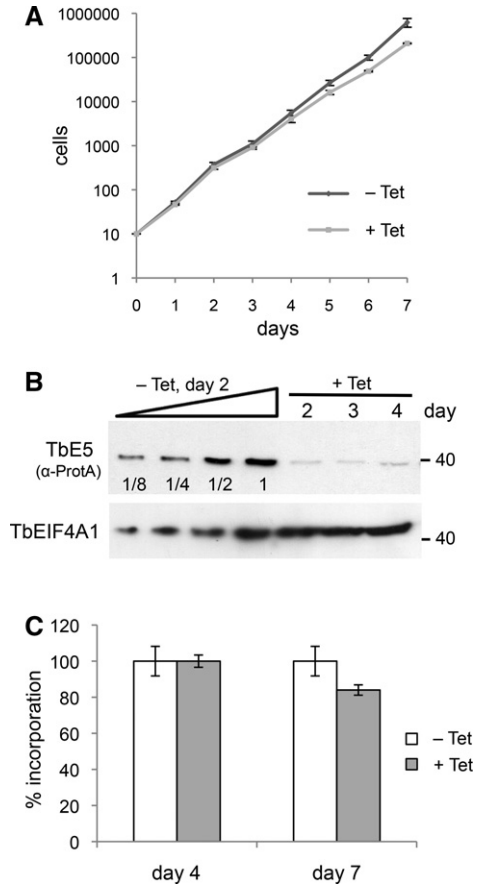 A
1000000
100000
10000
1000
100
10
1
cells
– Tet
+ Tet
0 1 2 3 4 5 6 7
days
B
– Tet, day 2
+ Tet
2 3 4 day
TbE5
(α-ProtA)
40
1/8 1/4 1/2 1
TbEIF4A1
40
C
120
100
80
60
40
20
0
% incorporation
– Tet
+ Tet
day 4
day 7